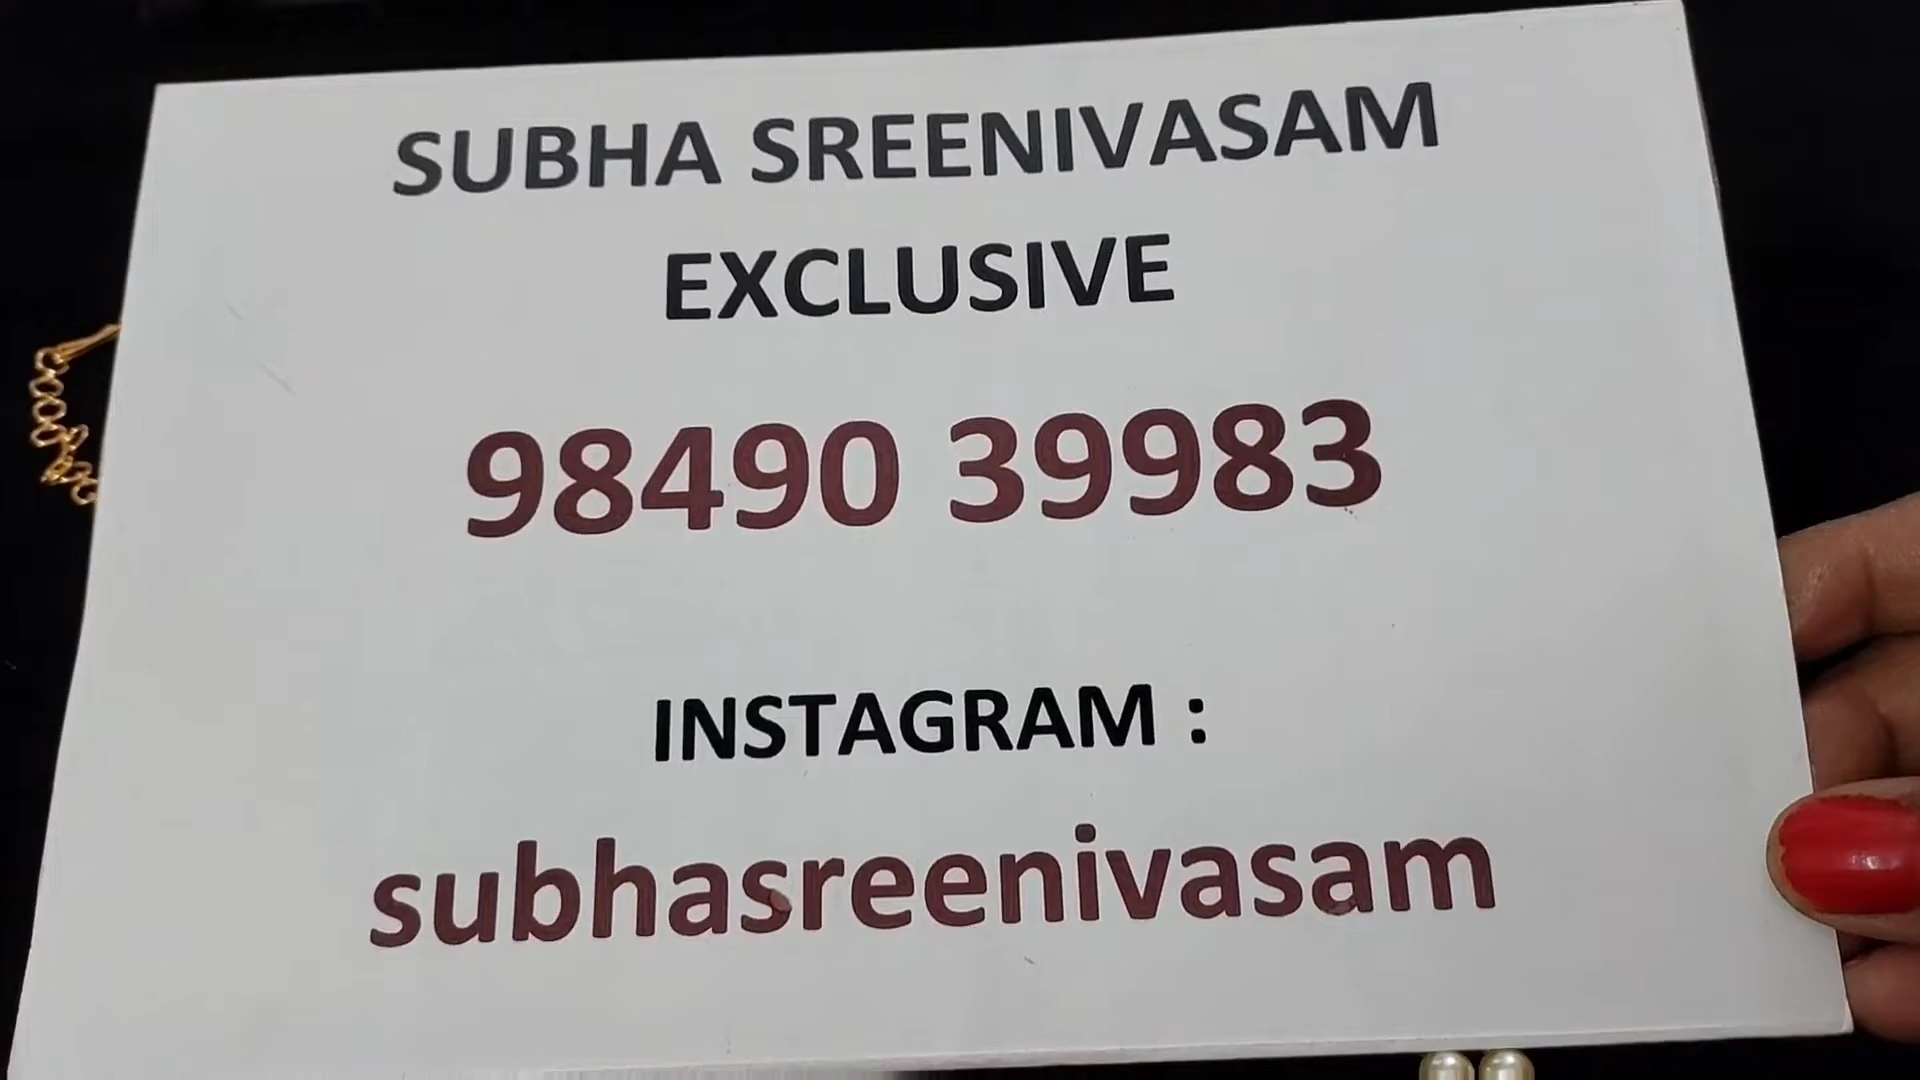 SUBHA SREENIVASAM
EXCLUSIVE
98490 39983
INSTAGRAM :
subhasreenivasam